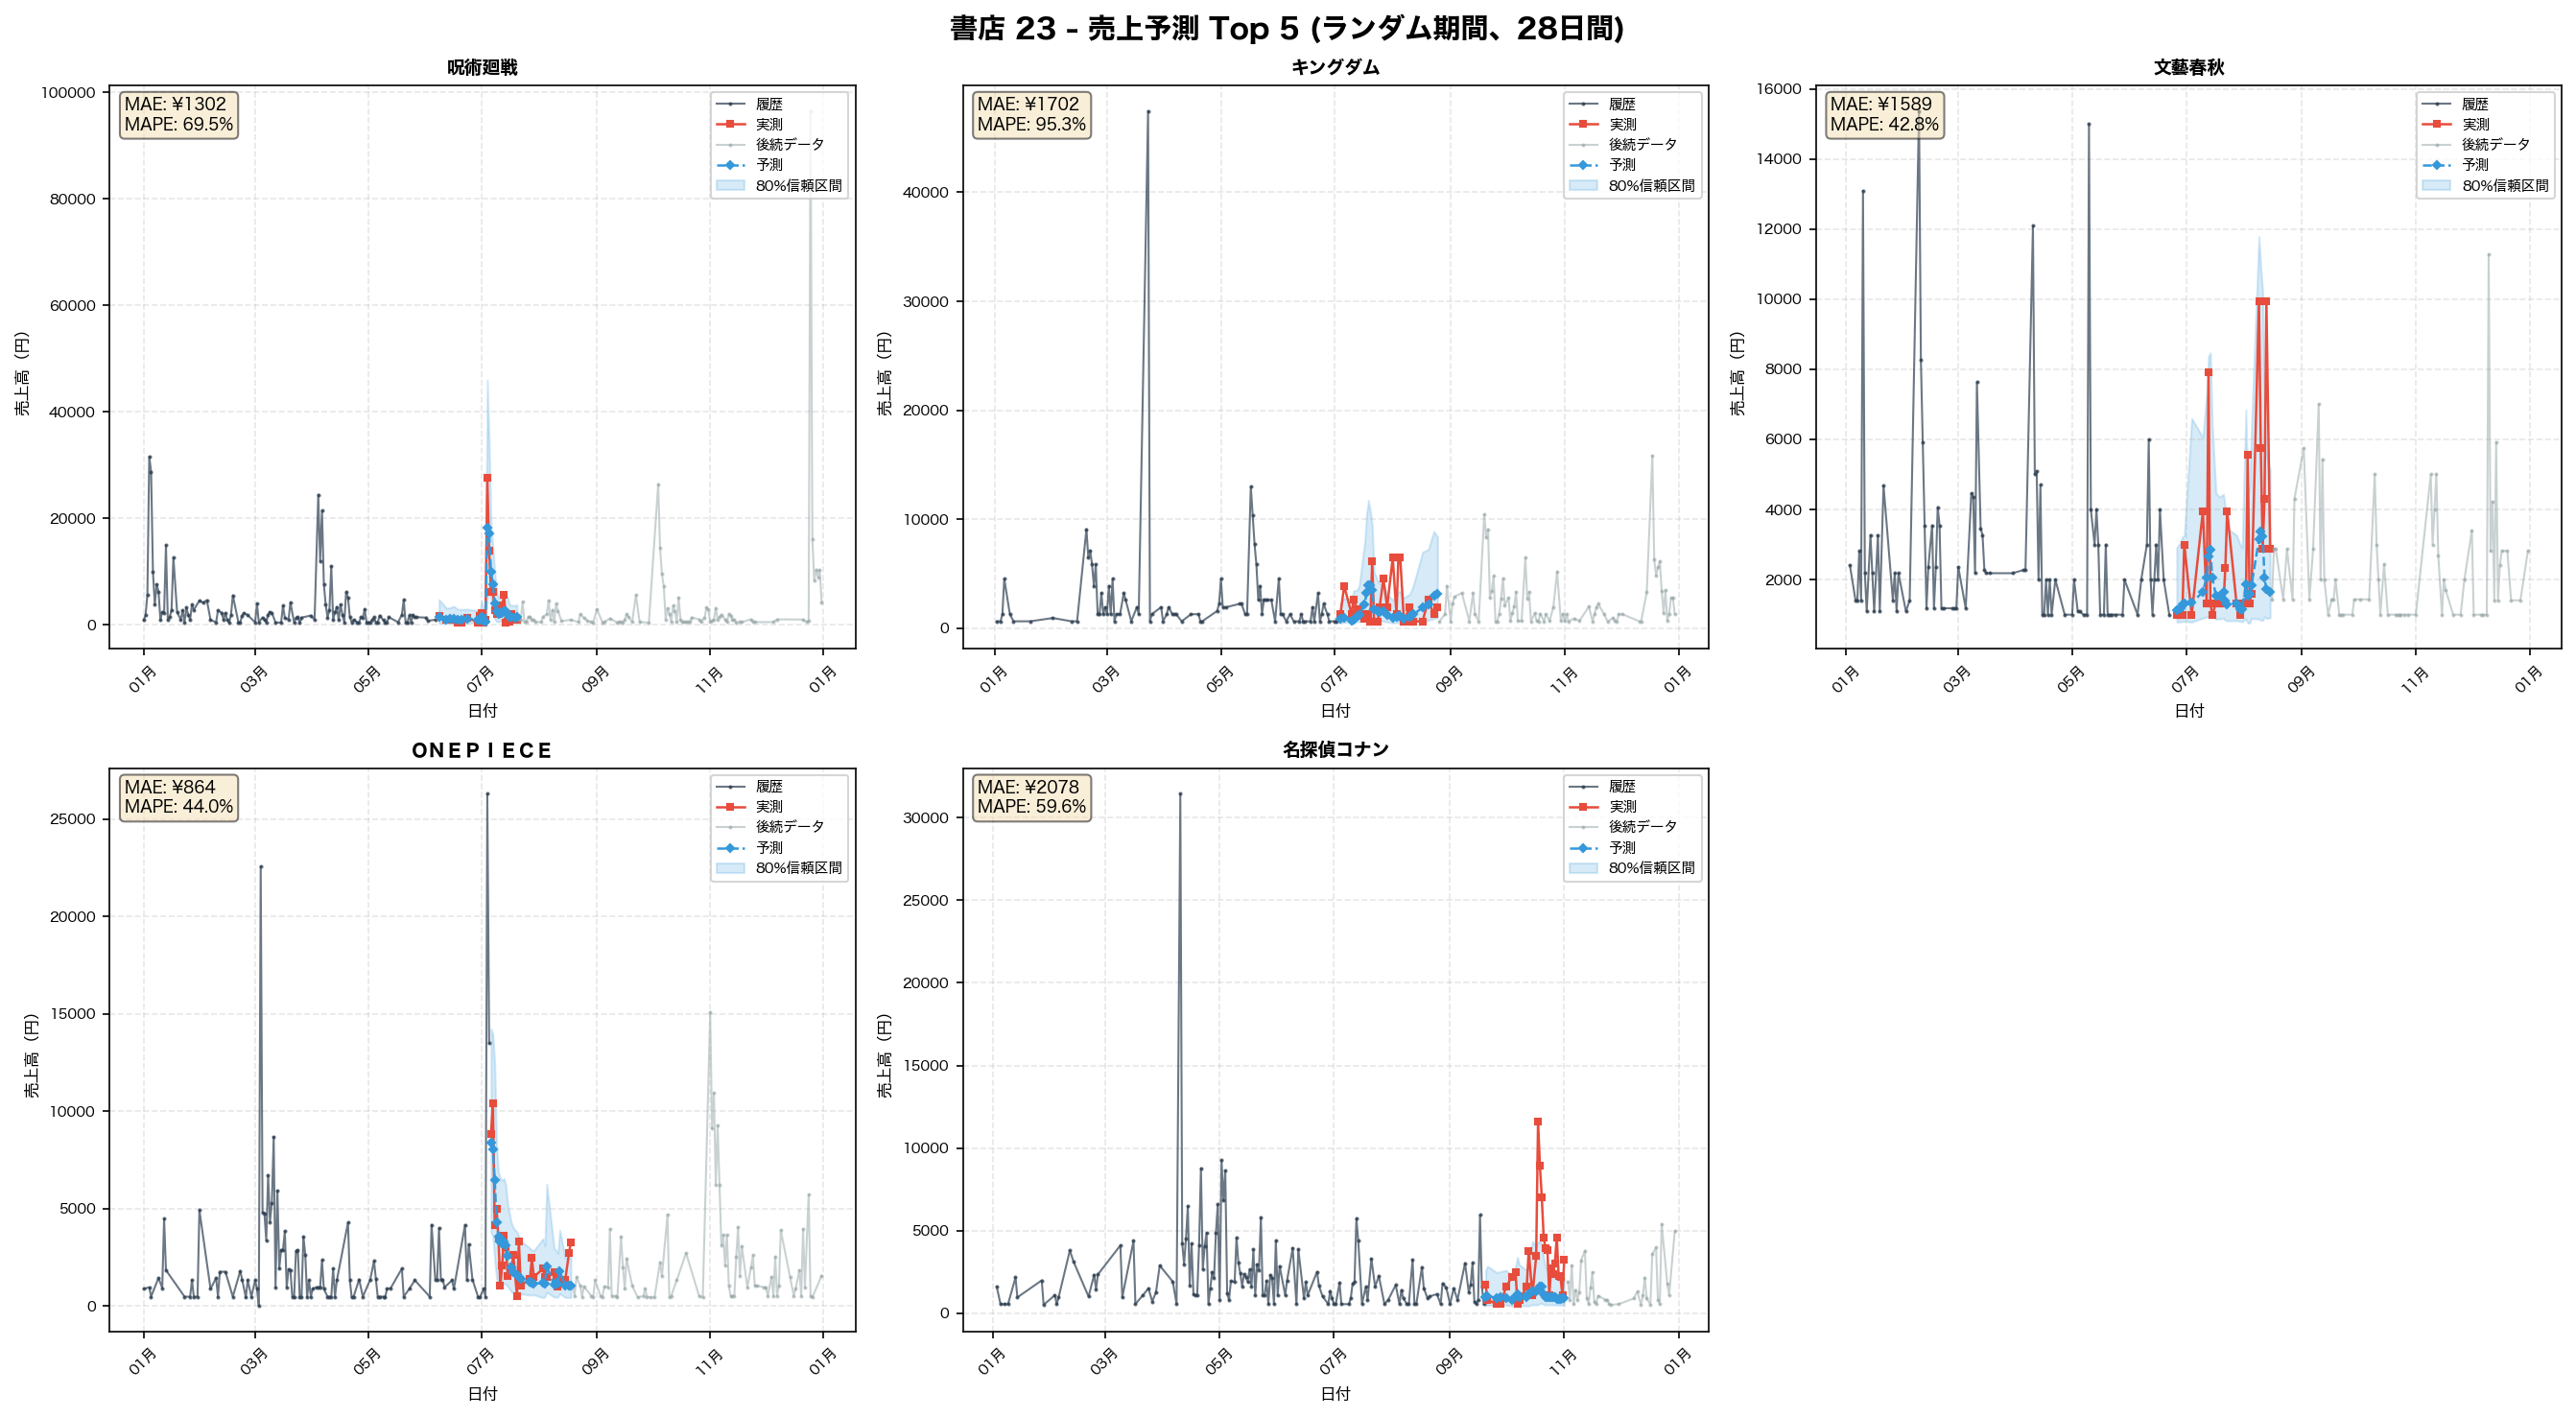 書店 23 - 売上予測 Top 5 (ランダム期間、28日間)
呪術廻戦
MAE: ¥1302
MAPE: 69.5%
履歴
実測
後続データ
予測
80%信頼区間
100000
80000
60000
40000
20000
0
売上高（円）
01月
03月
05月
07月
09月
11月
01月
日付
キングダム
MAE: ¥1702
MAPE: 95.3%
履歴
実測
後続データ
予測
80%信頼区間
40000
30000
20000
10000
0
売上高（円）
01月
03月
05月
07月
09月
11月
01月
日付
文藝春秋
MAE: ¥1589
MAPE: 42.8%
履歴
実測
後続データ
予測
80%信頼区間
16000
14000
12000
10000
8000
6000
4000
2000
売上高（円）
01月
03月
05月
07月
09月
11月
01月
日付
ＯＮＥＰＩＥＣＥ
MAE: ¥864
MAPE: 44.0%
履歴
実測
後続データ
予測
80%信頼区間
25000
20000
15000
10000
5000
0
売上高（円）
01月
03月
05月
07月
09月
11月
01月
日付
名探偵コナン
MAE: ¥2078
MAPE: 59.6%
履歴
実測
後続データ
予測
80%信頼区間
30000
25000
20000
15000
10000
5000
0
売上高（円）
01月
03月
05月
07月
09月
11月
01月
日付